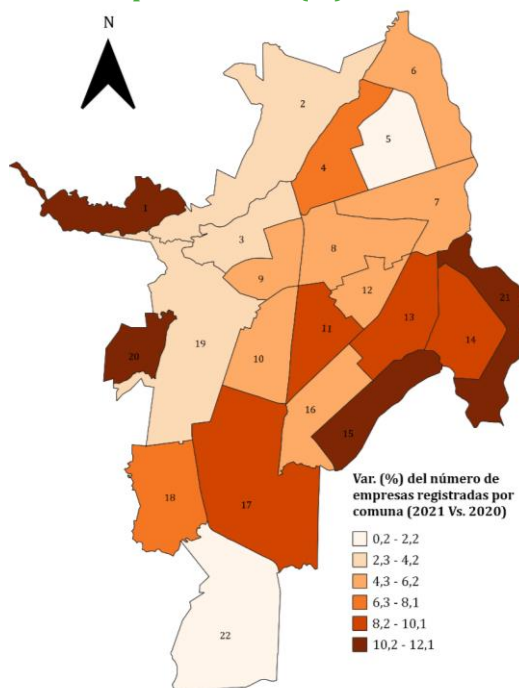 N
6
2
5
4
7
1
3
8
9
12
21
11
13
14
19
20
10
16
15
18
17
22
Var. (%) del número de
empresas registradas por
comuna (2021 Vs. 2020)
0,2 - 2,2
2,3 - 4,2
4,3 - 6,2
6,3 - 8,1
8,2 - 10,1
10,2 - 12,1